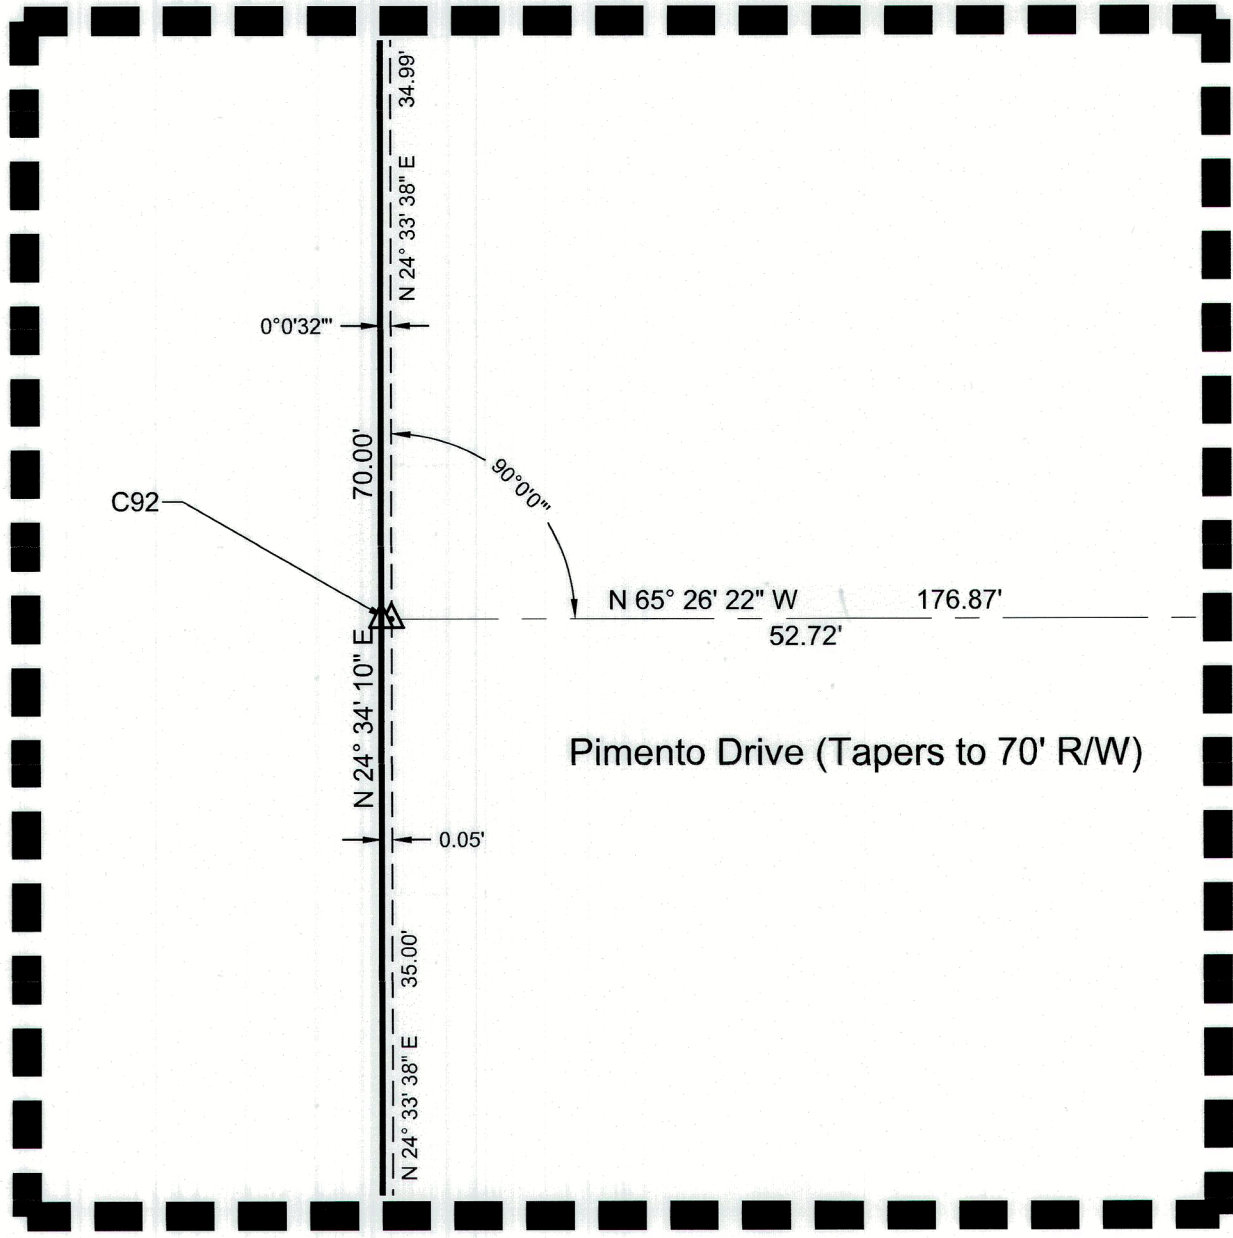 34.99'
N 24° 33' 38" E
0°0'32"'
70.00'
90°0'0"'
C92
N 65° 26' 22" W 176.87'
52.72'
N 24° 34' 10" E
Pimento Drive (Tapers to 70' R/W)
0.05'
35.00'
N 24° 33' 38" E